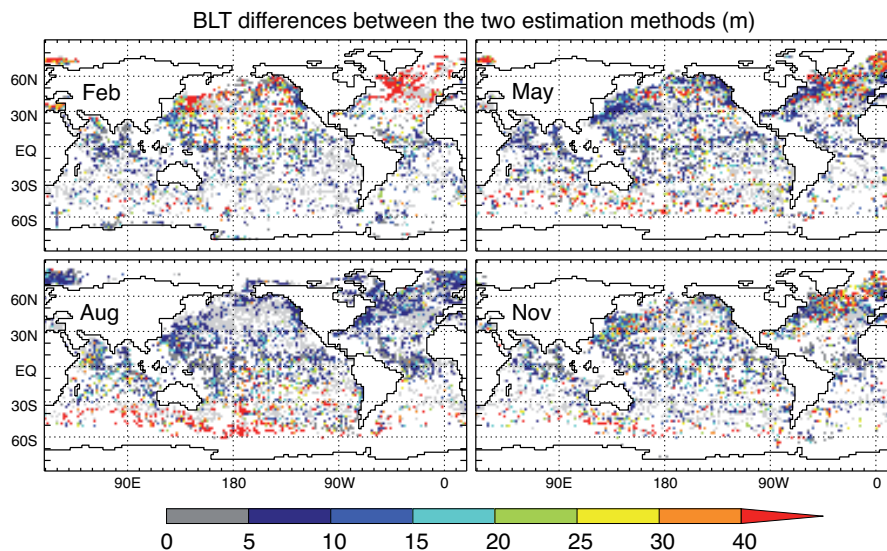 BLT differences between the two estimation methods (m)
60N Feb May
30N
EQ
30S
60S
60N Aug Nov
30N
EQ
30S
60S
90E 180 90W 0 90E 180 90W 0
0 5 10 15 20 25 30 40